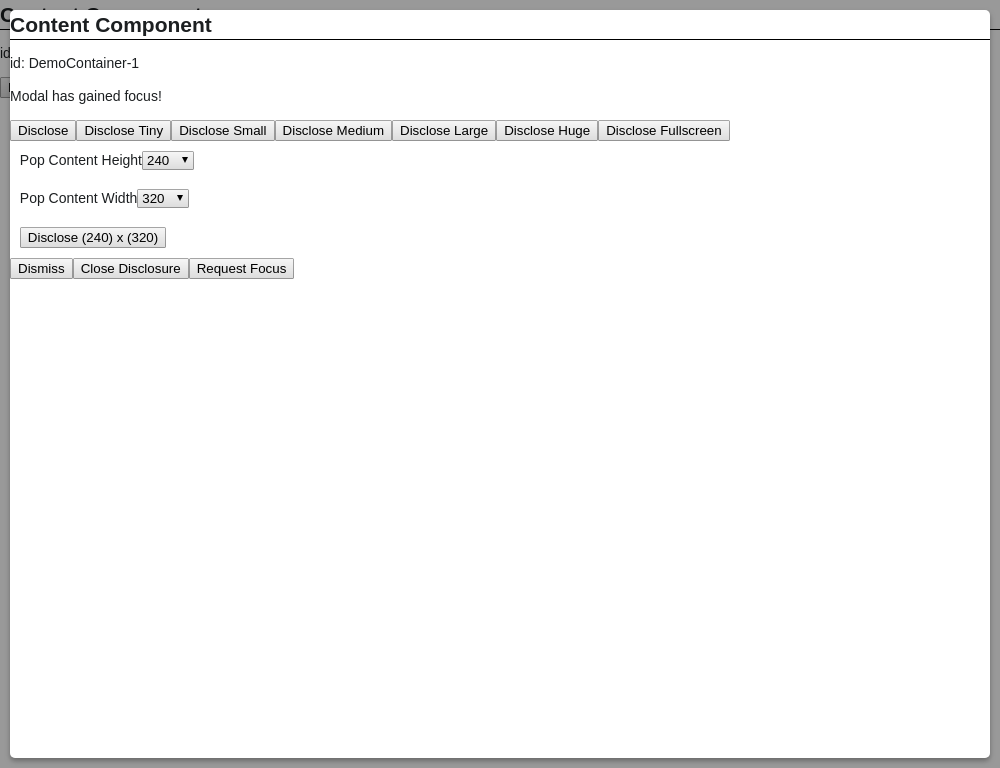 Content Component
id: DemoContainer-1
Modal has gained focus!
Disclose Disclose Tiny Disclose Small Disclose Medium Disclose Large Disclose Huge Disclose Fullscreen
Pop Content Height 240
Pop Content Width 320
Disclose (240) x (320)
Dismiss Close Disclosure Request Focus